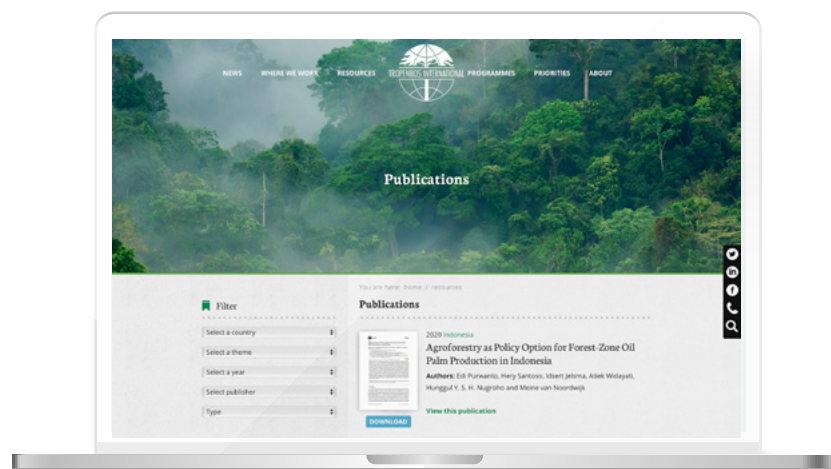 NEWS WHERE WE WORK RESOURCES TROPENBOS INTERNATIONAL PROGRAMMES PRIORITIES ABOUT
Publications
You are here: home / resources
Filter
Publications
Select a country
Select a theme
Select a year
Select publisher
Type
2020 Indonesia
Agroforestry as Policy Option for Forest-Zone Oil
Palm Production in Indonesia
Authors: Edi Purwanto, Hery Santoso, Idsert Jelsma, Atiek Widayati,
Hunggul Y. S. H. Nugroho and Meine van Noordwijk
View this publication
DOWNLOAD